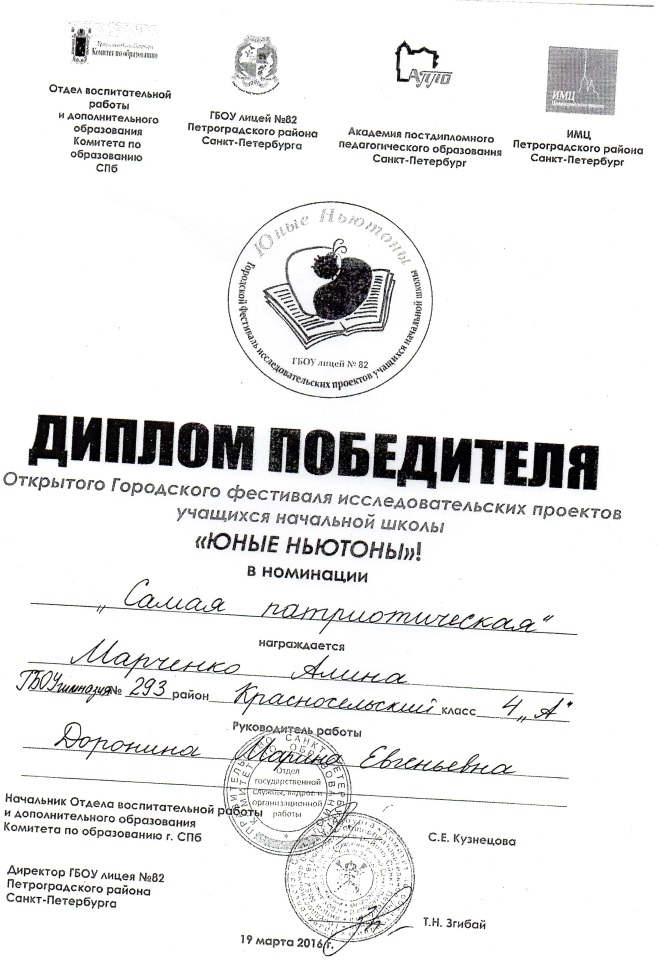 Комитет по образованию
Отдел воспитательной
работы
и дополнительного
образования
Комитета по
образованию
СПб
ГБОУ лицей №82
Петроградского района
Санкт-Петербурга
АППО
Академия постдипломного
педагогического образования
Санкт-Петербург
ИМЦ
ИМЦ
Петроградского района
Санкт-Петербург
Юные Ньютоны
Городской фестиваль исследовательских проектов учащихся начальной школы
ГБОУ лицей № 82
ДИПЛОМ ПОБЕДИТЕЛЯ
Открытого Городского фестиваля исследовательских проектов
учащихся начальной школы
«ЮНЫЕ НЬЮТОНЫ»!
в номинации
„Самая патриотическая“
награждается
Марченко Алина
ГБОУ гимназия № 293 район Красносельский класс 4 „А“
Руководитель работы
Доронина Марина Евгеньевна
Отдел
государственной
службы, кадров и
организационной
работы
Начальник Отдела воспитательной работы
и дополнительного образования
Комитета по образованию г. СПб
С.Е. Кузнецова
Директор ГБОУ лицея №82
Петроградского района
Санкт-Петербурга
Т.Н. Згибай
19 марта 2016 г.